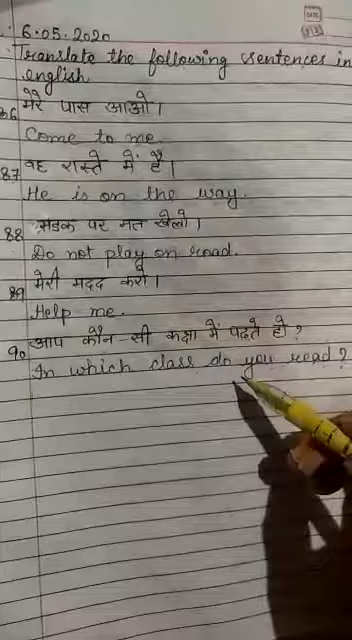 6.05.2020
DATE
Translate the following sentences in
english
86 मेरे पास आओ।
Come to me.
87 वह रास्ते में है।
He is on the way.
88 सड़क पर मत खेलो।
Do not play on road.
89 मेरी मदद करो।
Help me.
90 आप कौन-सी कक्षा में पढ़ते हो?
In which class do you read?